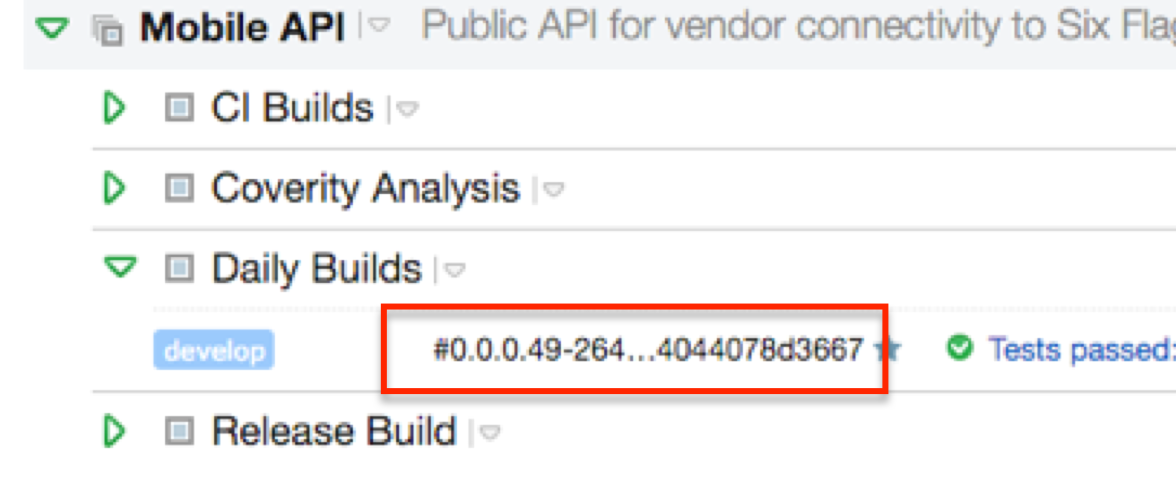 Mobile API Public API for vendor connectivity to Six Flag
CI Builds
Coverity Analysis
Daily Builds
develop #0.0.0.49-264...4044078d3667 Tests passed:
Release Build